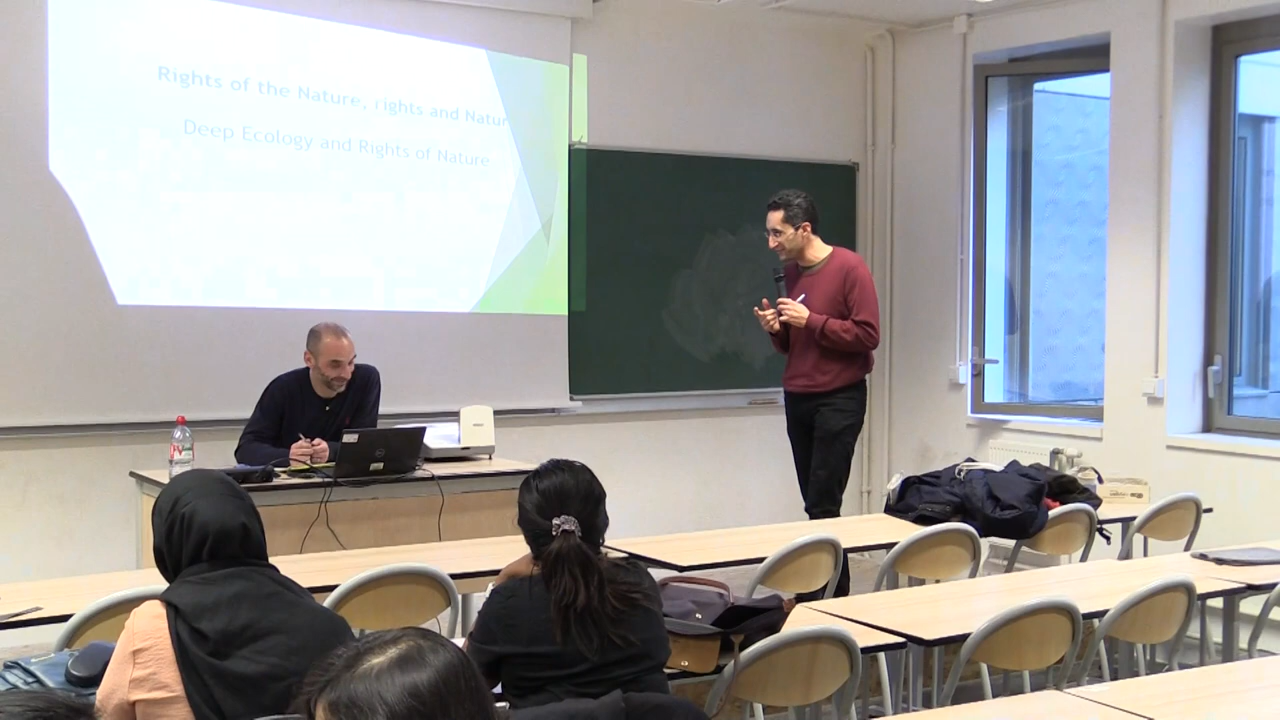 Rights of the Nature, rights and Natur
Deep Ecology and Rights of Nature